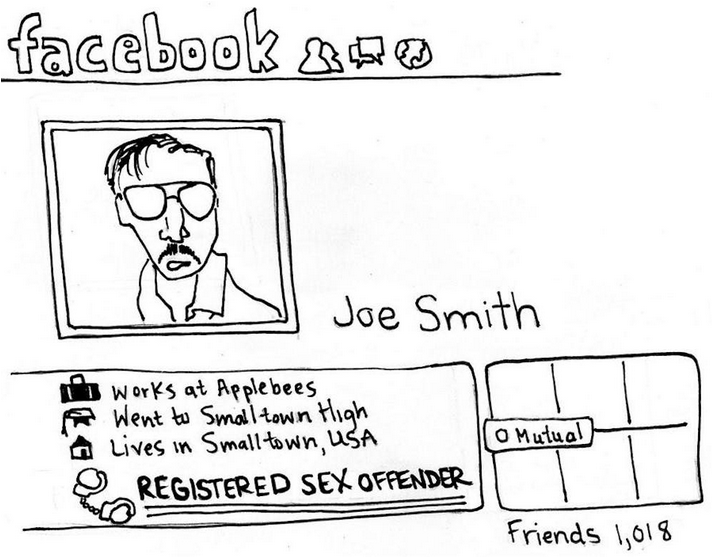 facebook
Joe Smith
Works at Applebees
Went to Smalltown High
Lives in Smalltown, USA
REGISTERED SEX OFFENDER
0 Mutual
Friends 1,018